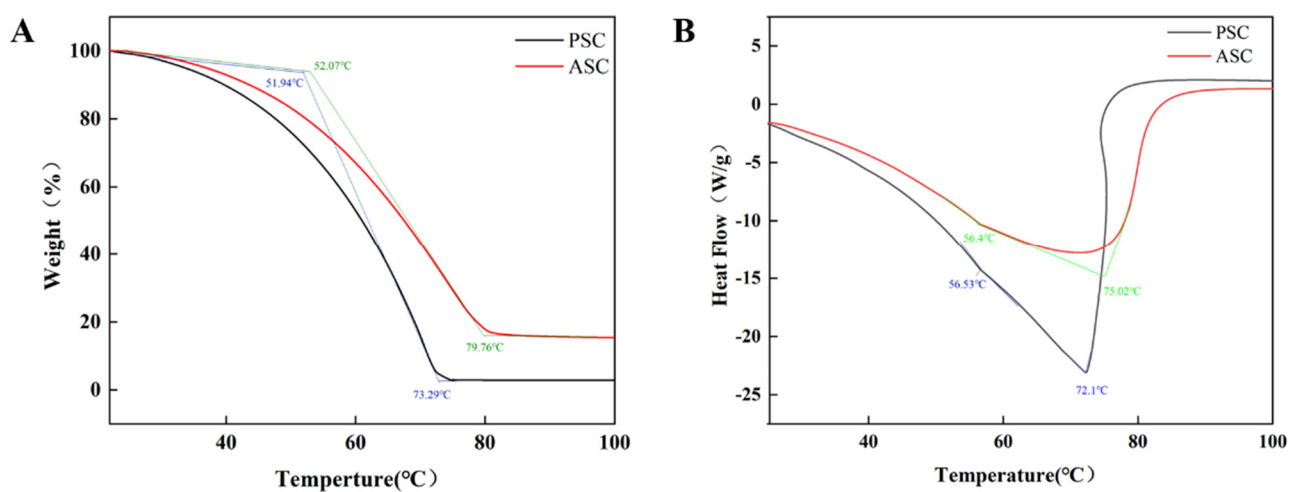 A
PSC
ASC
52.07℃
51.94℃
79.76℃
73.29℃
100
80
60
40
20
0
40
60
80
100
Weight（%）
Temperture(℃)
B
PSC
ASC
56.4℃
56.53℃
75.02℃
72.1℃
5
0
-5
-10
-15
-20
-25
40
60
80
100
Heat Flow（W/g）
Temperature(℃)